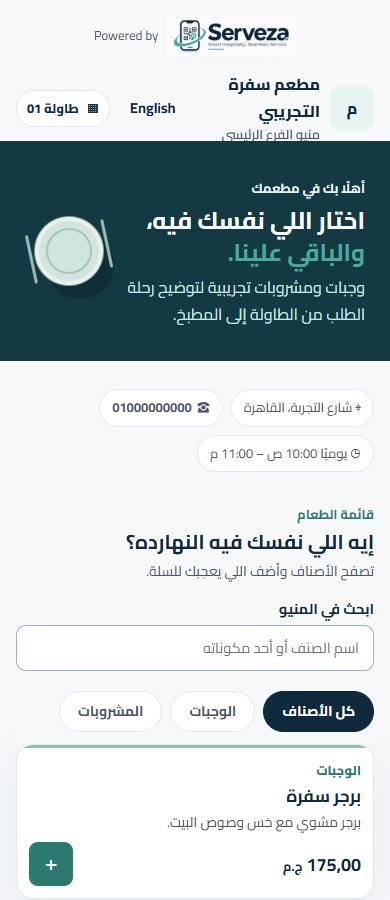 Powered by Serveza
Smart Hospitality. Seamless Service.
م
مطعم سفرة
التجريبي
منيو الفرع الرئيسي
English
طاولة 01
أهلًا بك في مطعمك
اختار اللي نفسك فيه،
والباقي علينا.
وجبات ومشروبات تجريبية لتوضيح رحلة
الطلب من الطاولة إلى المطبخ.
شارع التجربة، القاهرة
01000000000
يوميًا 10:00 ص – 11:00 م
قائمة الطعام
إيه اللي نفسك فيه النهارده؟
تصفح الأصناف وأضف اللي يعجبك للسلة.
ابحث في المنيو
اسم الصنف أو أحد مكوناته
كل الأصناف
الوجبات
المشروبات
الوجبات
برجر سفرة
برجر مشوي مع خس وصوص البيت.
175,00 ج.م
+